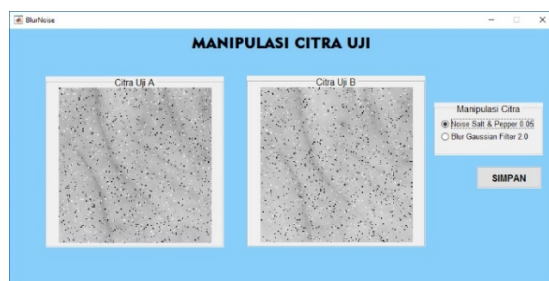 BlurNoise
MANIPULASI CITRA UJI
Citra Uji A
Citra Uji B
Manipulasi Citra
Noise Salt & Pepper 0.05
Blur Gaussian Filter 2.0
SIMPAN